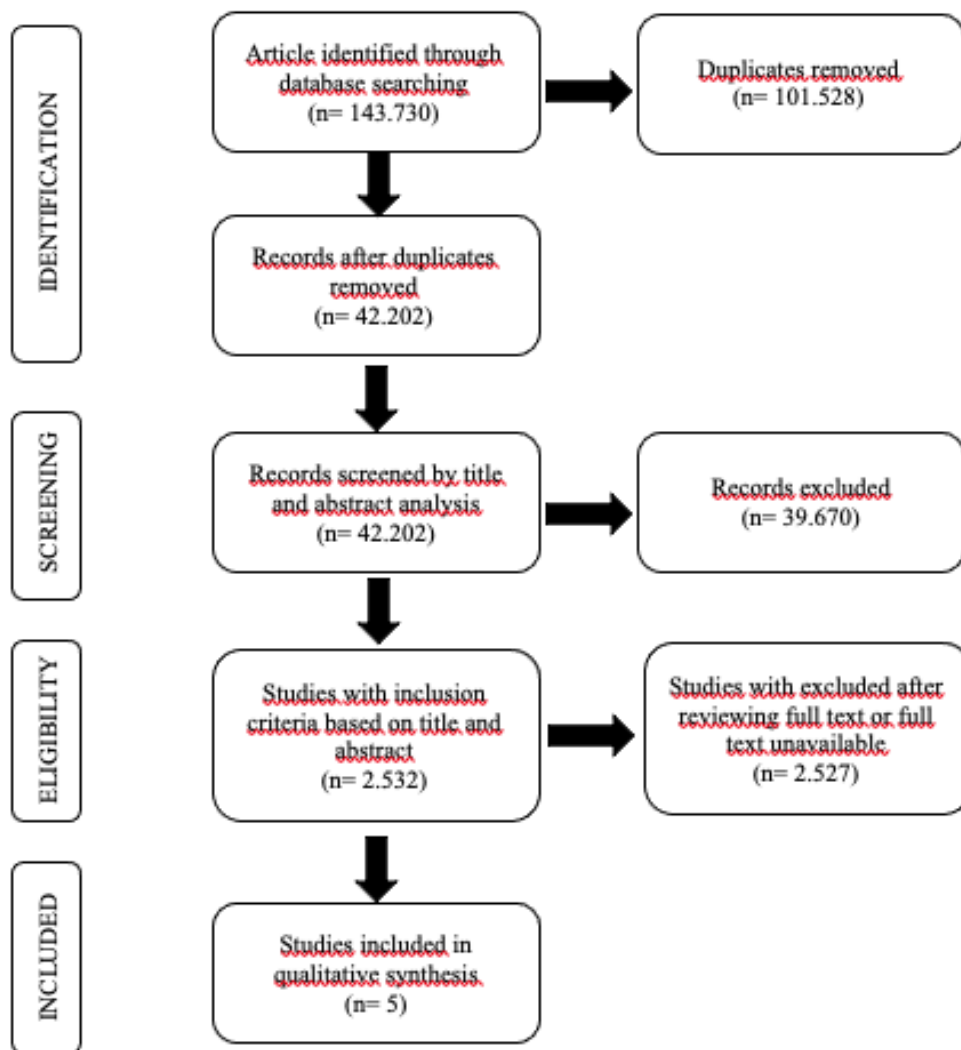 IDENTIFICATION
Article identified through
database searching
(n= 143.730)
Duplicates removed
(n= 101.528)
Records after duplicates
removed
(n= 42.202)
SCREENING
Records screened by title
and abstract analysis
(n= 42.202)
Records excluded
(n= 39.670)
ELIGIBILITY
Studies with inclusion
criteria based on title and
abstract
(n= 2.532)
Studies with excluded after
reviewing full text or full
text unavailable
(n= 2.527)
INCLUDED
Studies included in
qualitative synthesis
(n= 5)